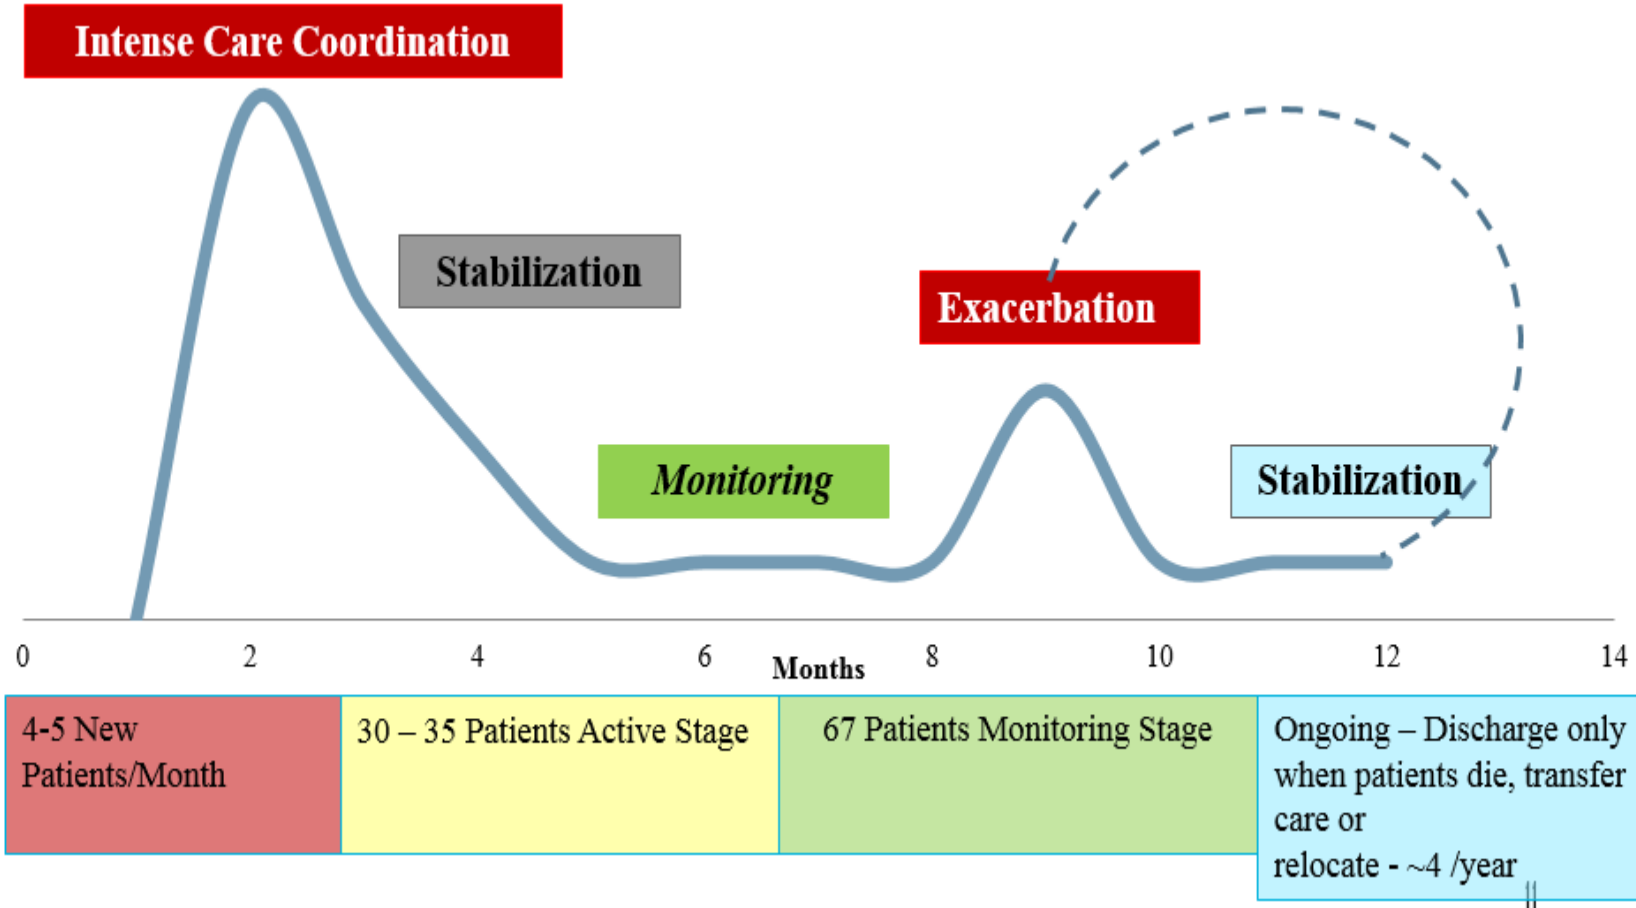 Intense Care Coordination
Stabilization
Exacerbation
Monitoring
Stabilization
0 2 4 6 8 10 12 14
Months
4-5 New
Patients/Month
30 – 35 Patients Active Stage
67 Patients Monitoring Stage
Ongoing – Discharge only
when patients die, transfer
care or
relocate - ~4 /year